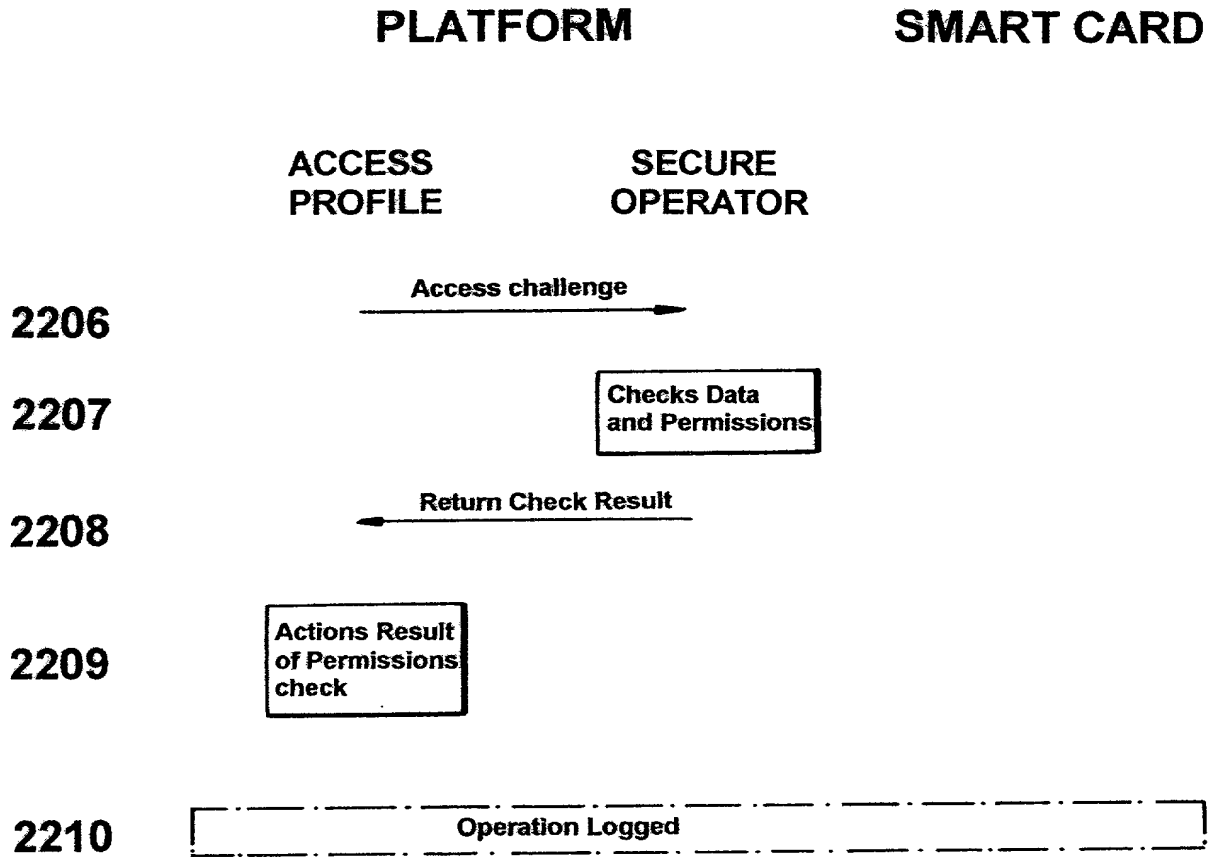 PLATFORM SMART CARD
ACCESS
PROFILE
SECURE
OPERATOR
2206
Access challenge
2207
Checks Data
and Permissions
2208
Return Check Result
2209
Actions Result
of Permissions
check
2210
Operation Logged